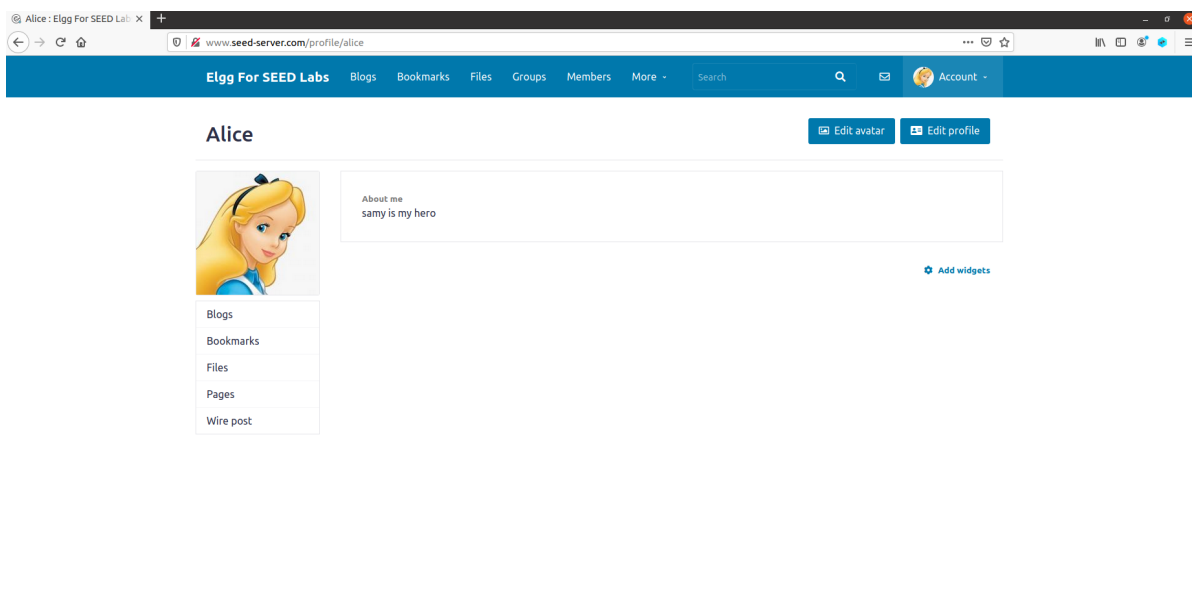 Alice : Elgg For SEED Lab
www.seed-server.com/profile/alice
Elgg For SEED Labs Blogs Bookmarks Files Groups Members More Search Account
Alice
Edit avatar Edit profile
About me
samy is my hero
Add widgets
Blogs
Bookmarks
Files
Pages
Wire post